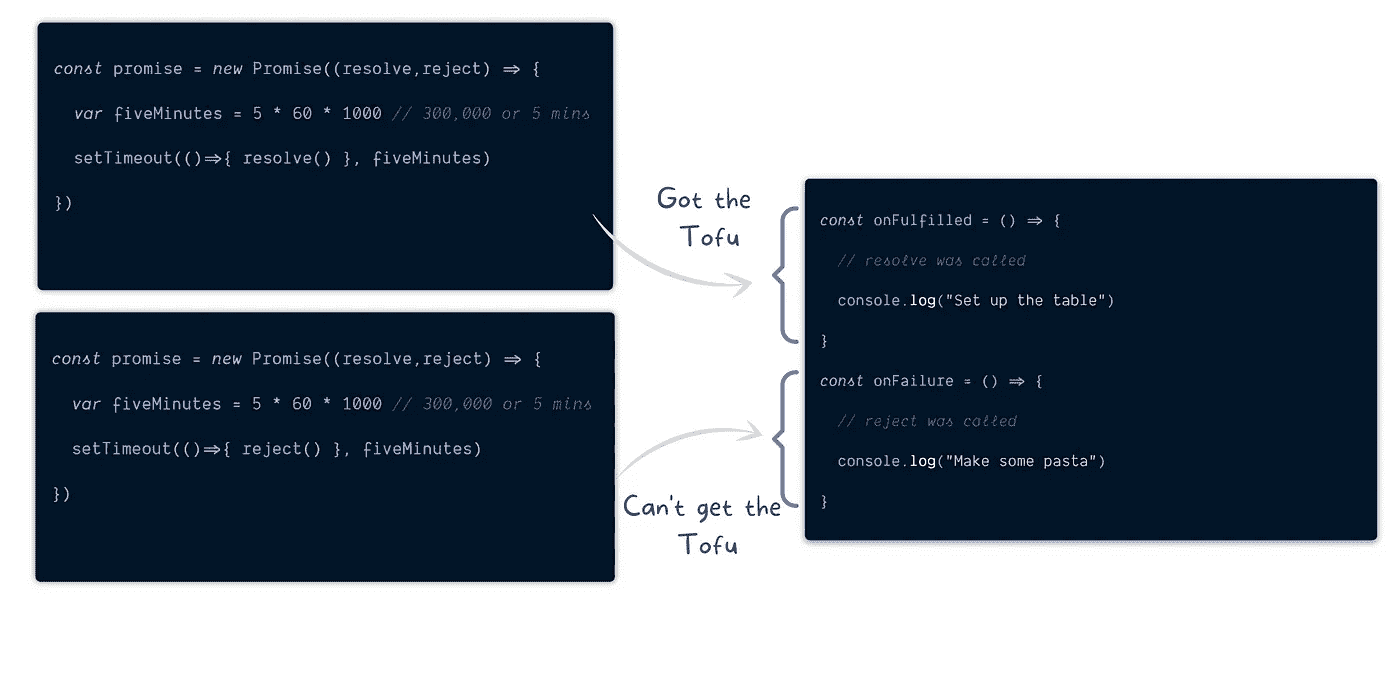 const promise = new Promise((resolve,reject) => {
var fiveMinutes = 5 * 60 * 1000 // 300,000 or 5 mins
setTimeout(()=>{ resolve() }, fiveMinutes)
})
const promise = new Promise((resolve,reject) => {
var fiveMinutes = 5 * 60 * 1000 // 300,000 or 5 mins
setTimeout(()=>{ reject() }, fiveMinutes)
})
Got the
Tofu
Can't get the
Tofu
const onFulfilled = () => {
// resolve was called
console.log("Set up the table")
}
const onFailure = () => {
// reject was called
console.log("Make some pasta")
}